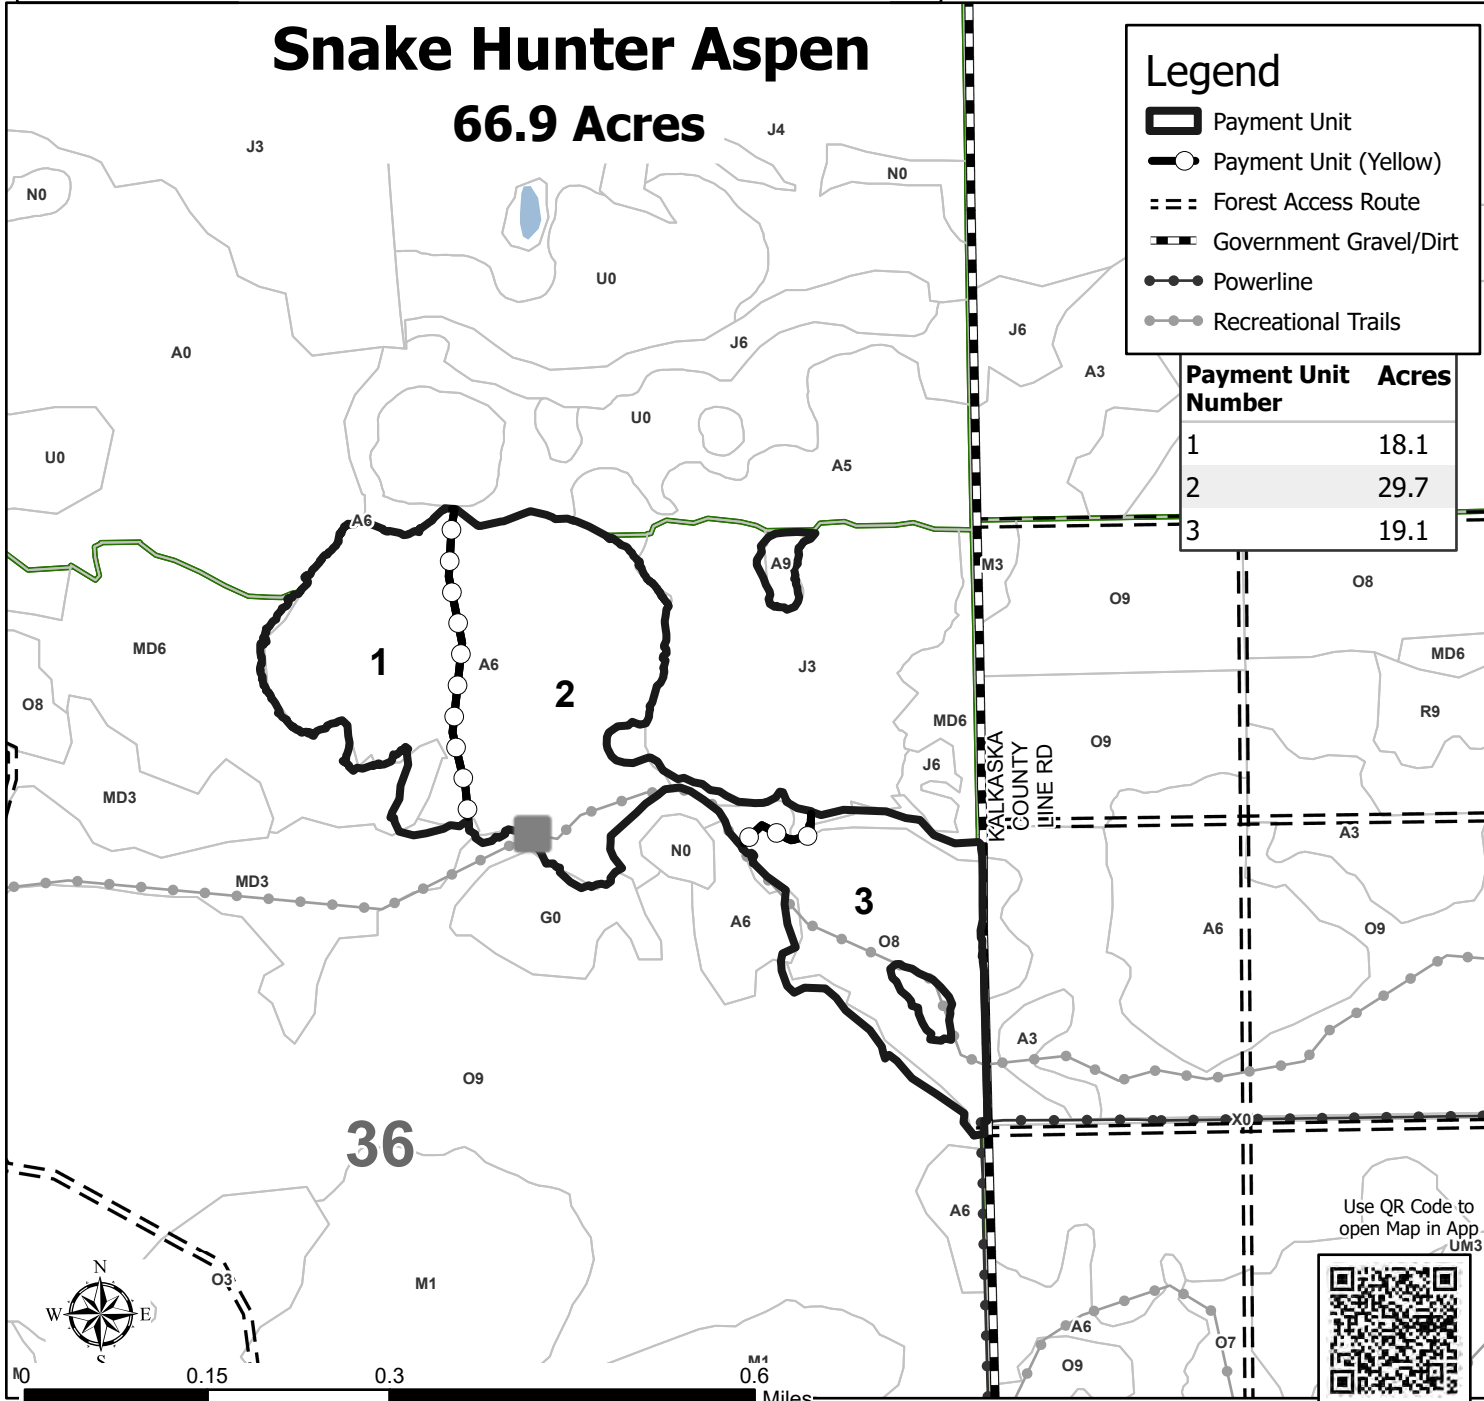 Snake Hunter Aspen
66.9 Acres
Legend
Payment Unit
Payment Unit (Yellow)
Forest Access Route
Government Gravel/Dirt
Powerline
Recreational Trails
Payment Unit Number Acres
1 18.1
2 29.7
3 19.1
J3
J4
N0
N0
U0
J6
J6
A0
A3
U0
U0
A5
A6
A9
M3
O9
O8
MD6
1
A6
2
J3
MD6
O8
MD6
R9
O9
J6
KALKASKA
COUNTY
LINE RD
MD3
A3
N0
MD3
3
G0
A6
O8
A6
O9
A3
O9
X0
36
A6
Use QR Code to
open Map in App
UM3
O3
M1
A6
O7
O9
M1
N
W E
S
0 0.15 0.3 0.6
Miles